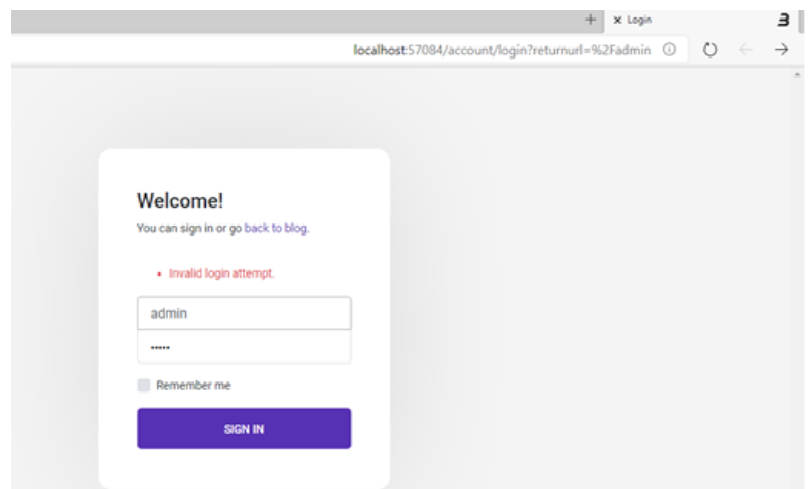 Login
localhost:57084/account/login?returnurl=%2Fadmin
Welcome!
You can sign in or go back to blog.
Invalid login attempt.
admin
•••••
Remember me
SIGN IN